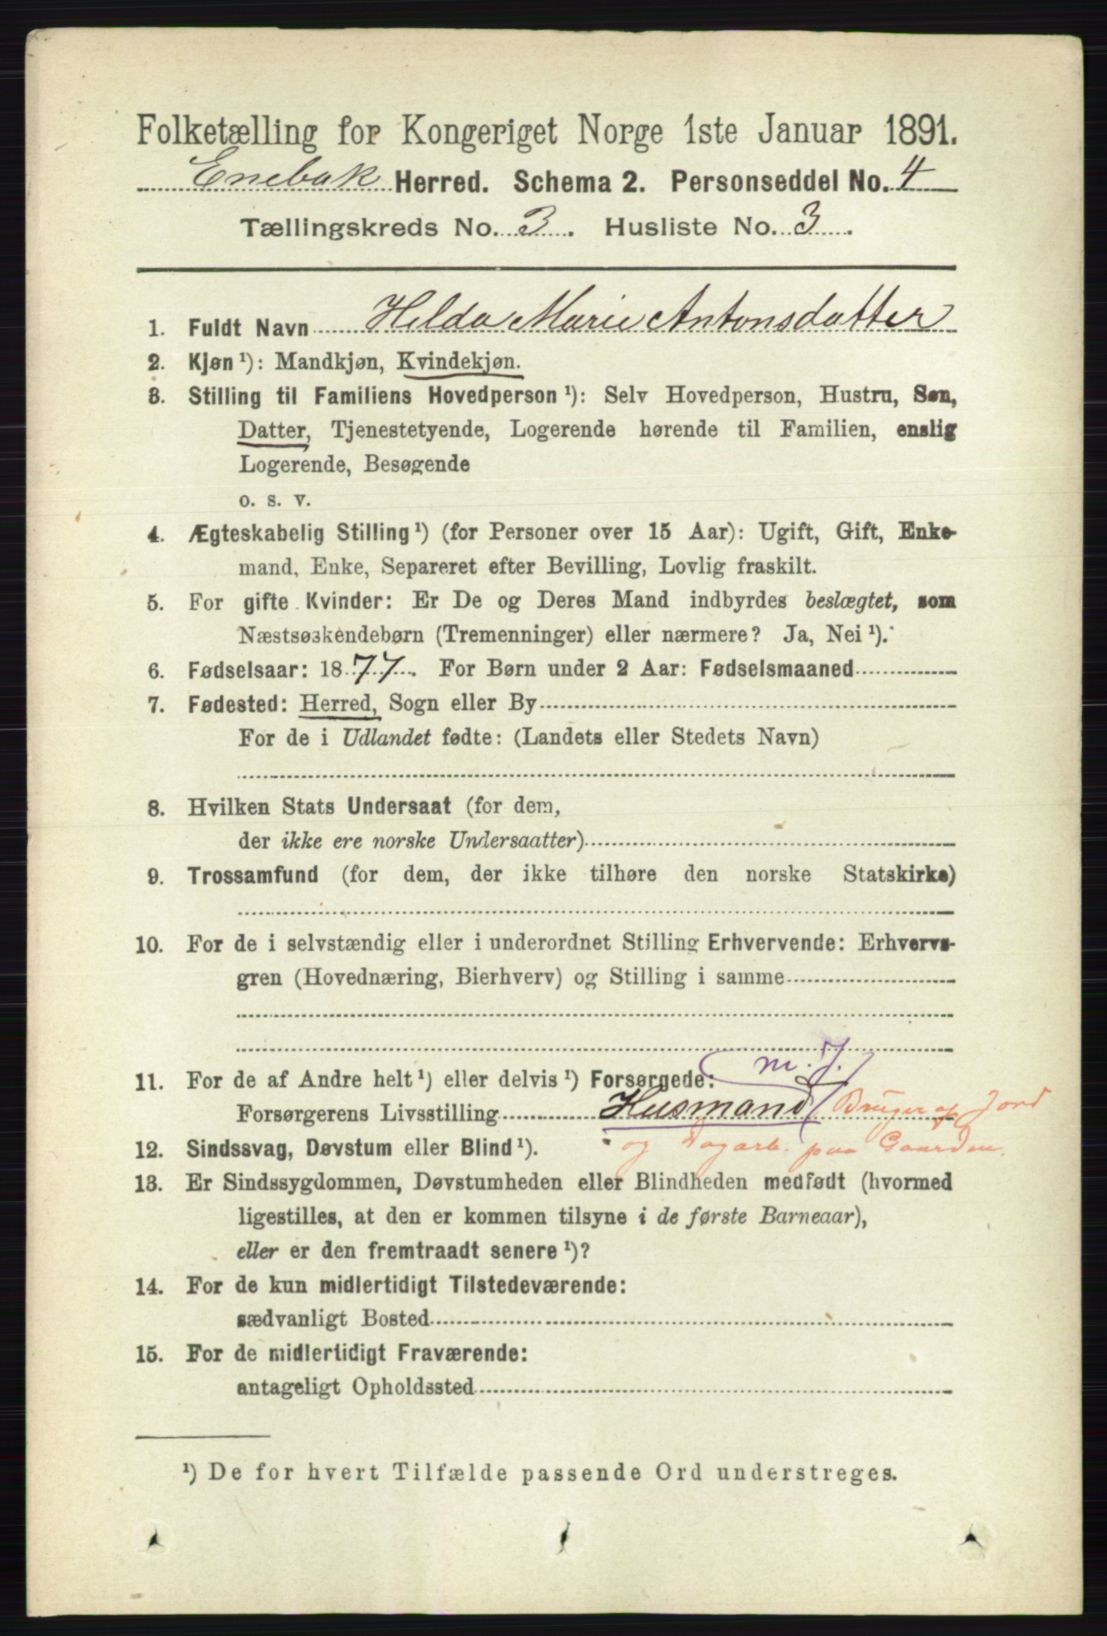 Folketælling for Kongeriget Norge 1ste Januar 1891.
Enebak Herred. Schema 2. Personseddel No. 4
Tællingskreds No. 3. Husliste No. 3.
1. Fuldt Navn Hilda Marie Antonsdatter
2. Kjøn ¹): Mandkjøn, Kvindekjøn.
3. Stilling til Familiens Hovedperson ¹): Selv Hovedperson, Hustru, Søn,
Datter, Tjenestetyende, Logerende hørende til Familien, enslig
Logerende, Besøgende
o. s. v.
4. Ægteskabelig Stilling ¹) (for Personer over 15 Aar): Ugift, Gift, Enke-
mand, Enke, Separeret efter Bevilling, Lovlig fraskilt.
5. For gifte Kvinder: Er De og Deres Mand indbyrdes beslægtet, som
Næstsøskendebørn (Tremenninger) eller nærmere? Ja, Nei ¹).
6. Fødselsaar: 1877. For Børn under 2 Aar: Fødselsmaaned
7. Fødested: Herred, Sogn eller By
For de i Udlandet fødte: (Landets eller Stedets Navn)
8. Hvilken Stats Undersaat (for dem,
der ikke ere norske Undersaatter)
9. Trossamfund (for dem, der ikke tilhøre den norske Statskirke)
10. For de i selvstændig eller i underordnet Stilling Erhvervende: Erhvervs-
gren (Hovednæring, Bierhverv) og Stilling i samme
m. J.
11. For de af Andre helt ¹) eller delvis ¹) Forsørgede:
Forsørgerens Livsstilling Husmand Bruger af Jord
og Dagarb. paa Gaarden.
12. Sindssvag, Døvstum eller Blind ¹).
13. Er Sindssygdommen, Døvstumheden eller Blindheden medfødt (hvormed
ligestilles, at den er kommen tilsyne i de første Barneaar),
eller er den fremtraadt senere ¹)?
14. For de kun midlertidigt Tilstedeværende:
sædvanligt Bosted
15. For de midlertidigt Fraværende:
antageligt Opholdssted
¹) De for hvert Tilfælde passende Ord understreges.